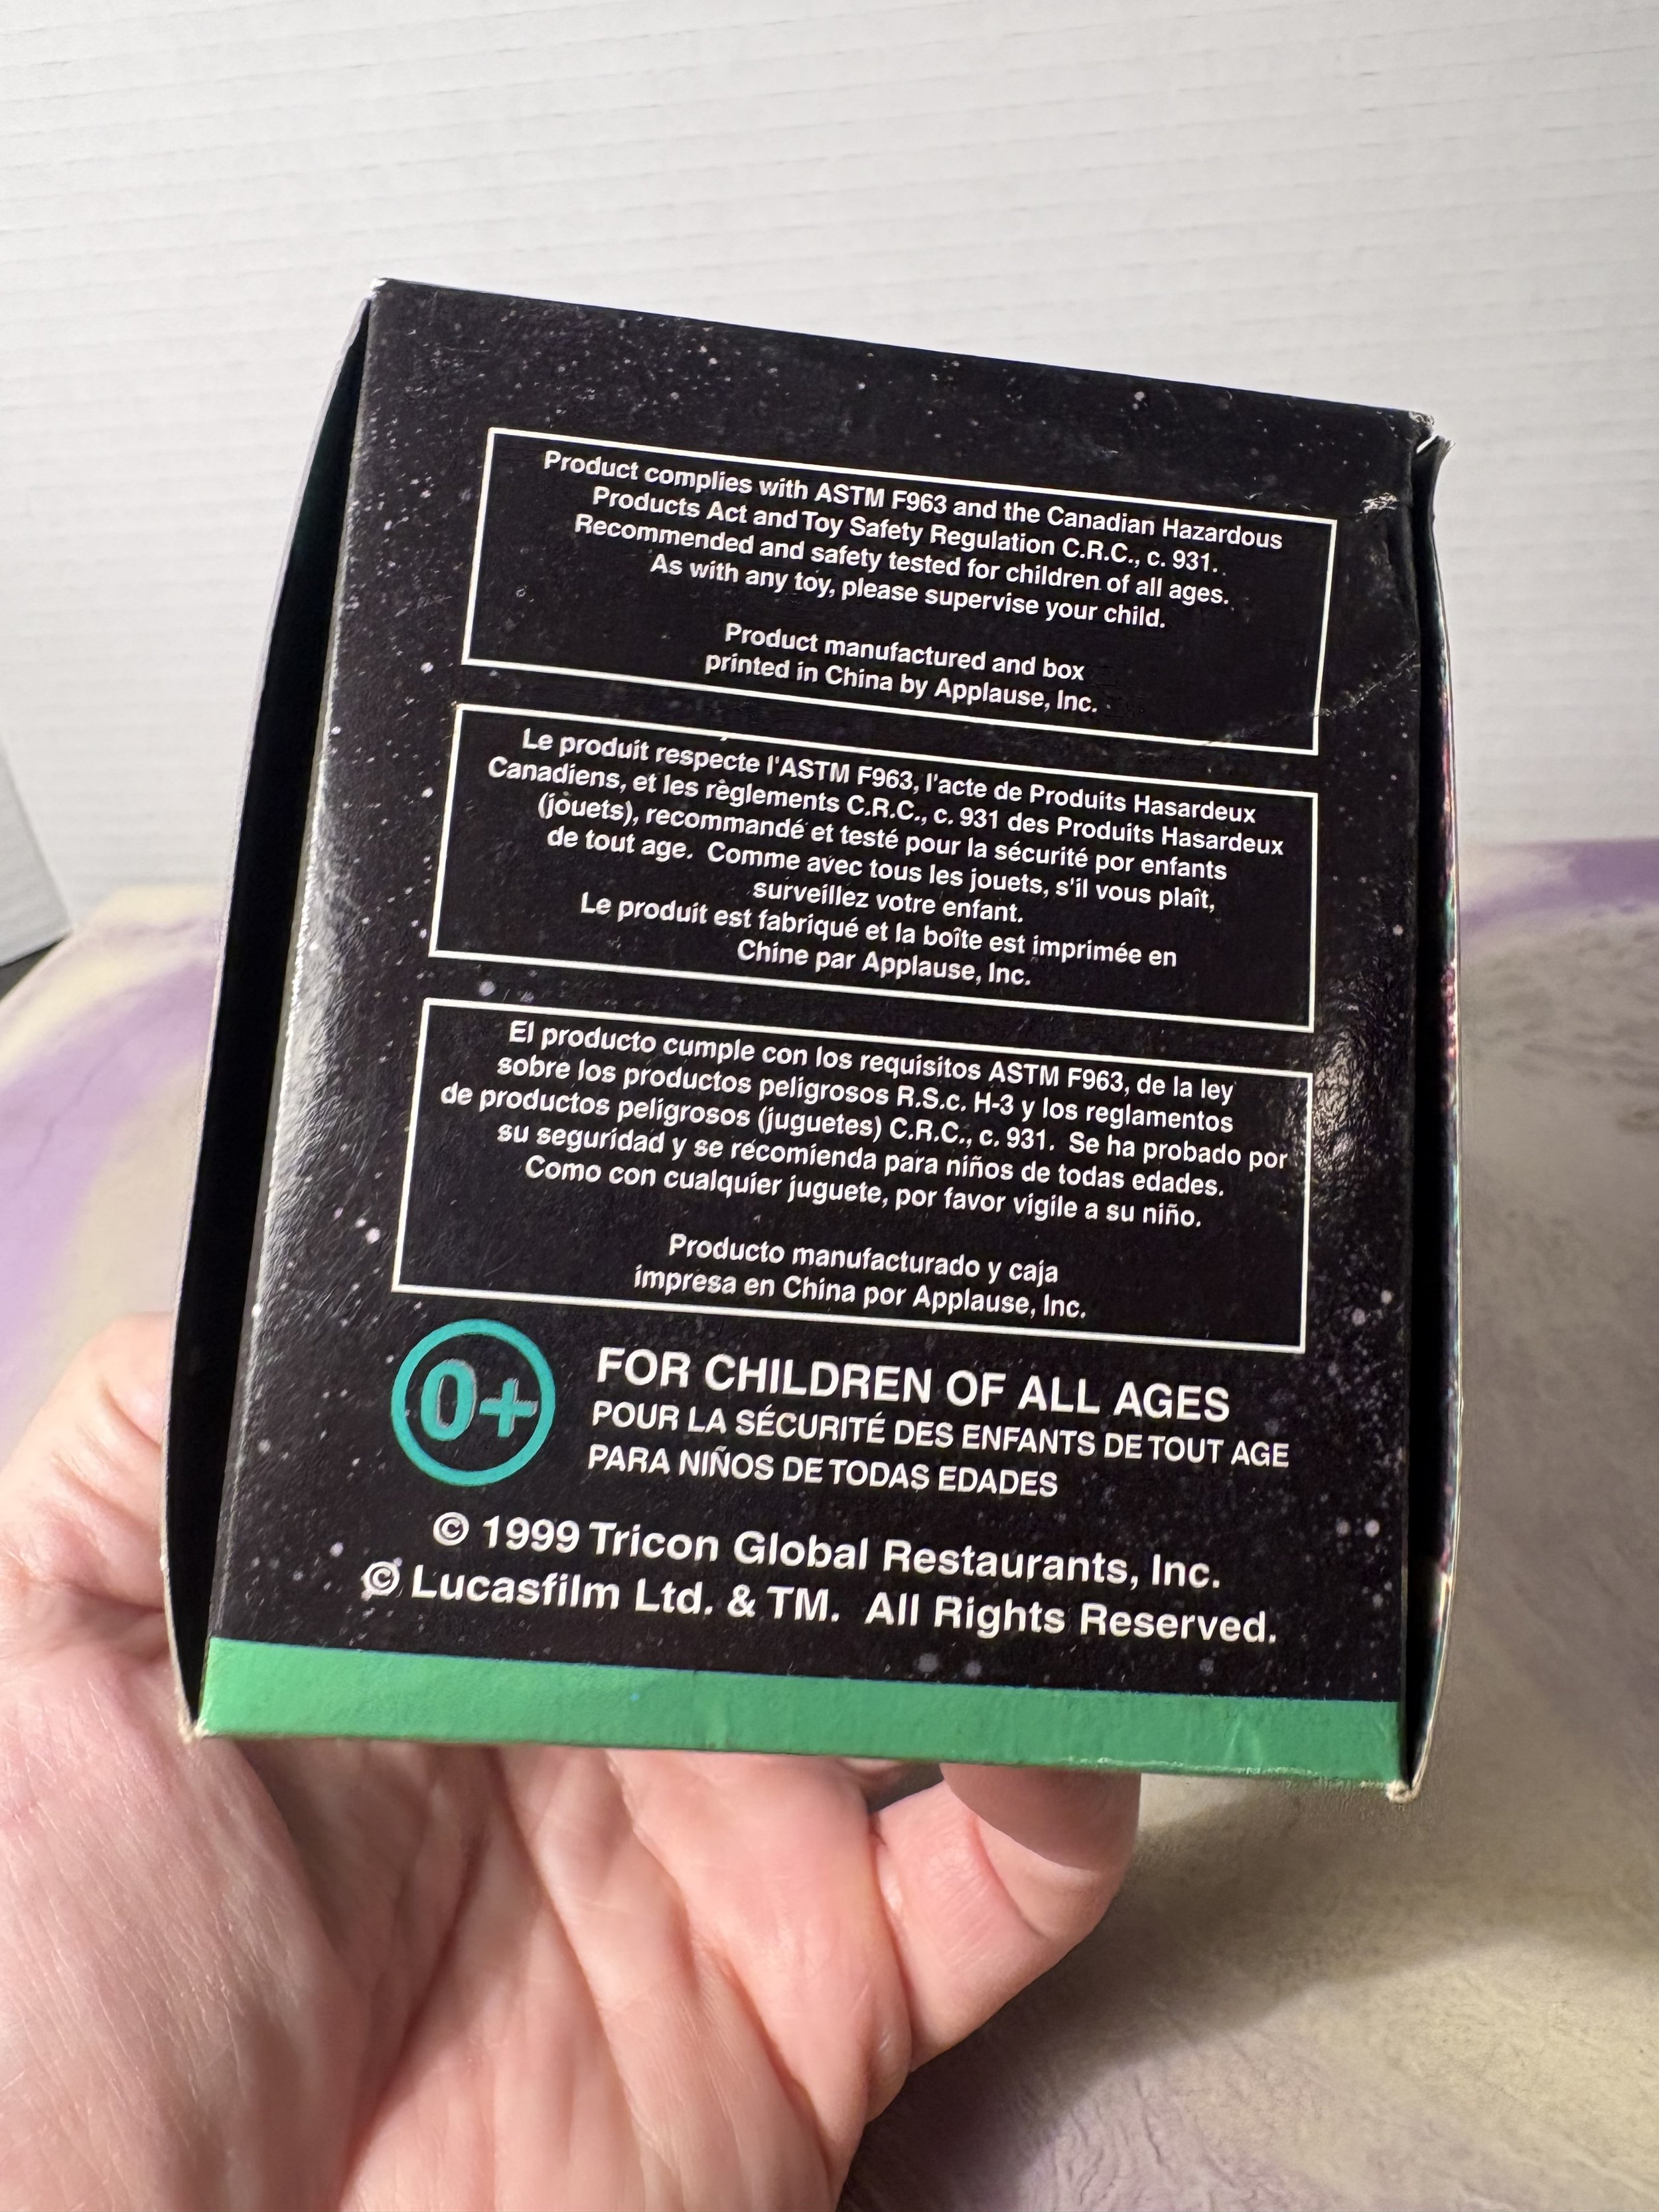 Product complies with ASTM F963 and the Canadian Hazardous
Products Act and Toy Safety Regulation C.R.C., c. 931.
Recommended and safety tested for children of all ages.
As with any toy, please supervise your child.
Product manufactured and box
printed in China by Applause, Inc.
Le produit respecte l'ASTM F963, l'acte de Produits Hasardeux
Canadiens, et les règlements C.R.C., c. 931 des Produits Hasardeux
(jouets), recommandé et testé pour la sécurité por enfants
de tout age. Comme avec tous les jouets, s'il vous plaît,
surveillez votre enfant.
Le produit est fabriqué et la boîte est imprimée en
Chine par Applause, Inc.
El producto cumple con los requisitos ASTM F963, de la ley
sobre los productos peligrosos R.S.c. H-3 y los reglamentos
de productos peligrosos (juguetes) C.R.C., c. 931. Se ha probado por
su seguridad y se recomienda para niños de todas edades.
Como con cualquier juguete, por favor vigile a su niño.
Producto manufacturado y caja
impresa en China por Applause, Inc.
0+
FOR CHILDREN OF ALL AGES
POUR LA SÉCURITÉ DES ENFANTS DE TOUT AGE
PARA NIÑOS DE TODAS EDADES
© 1999 Tricon Global Restaurants, Inc.
© Lucasfilm Ltd. & TM. All Rights Reserved.